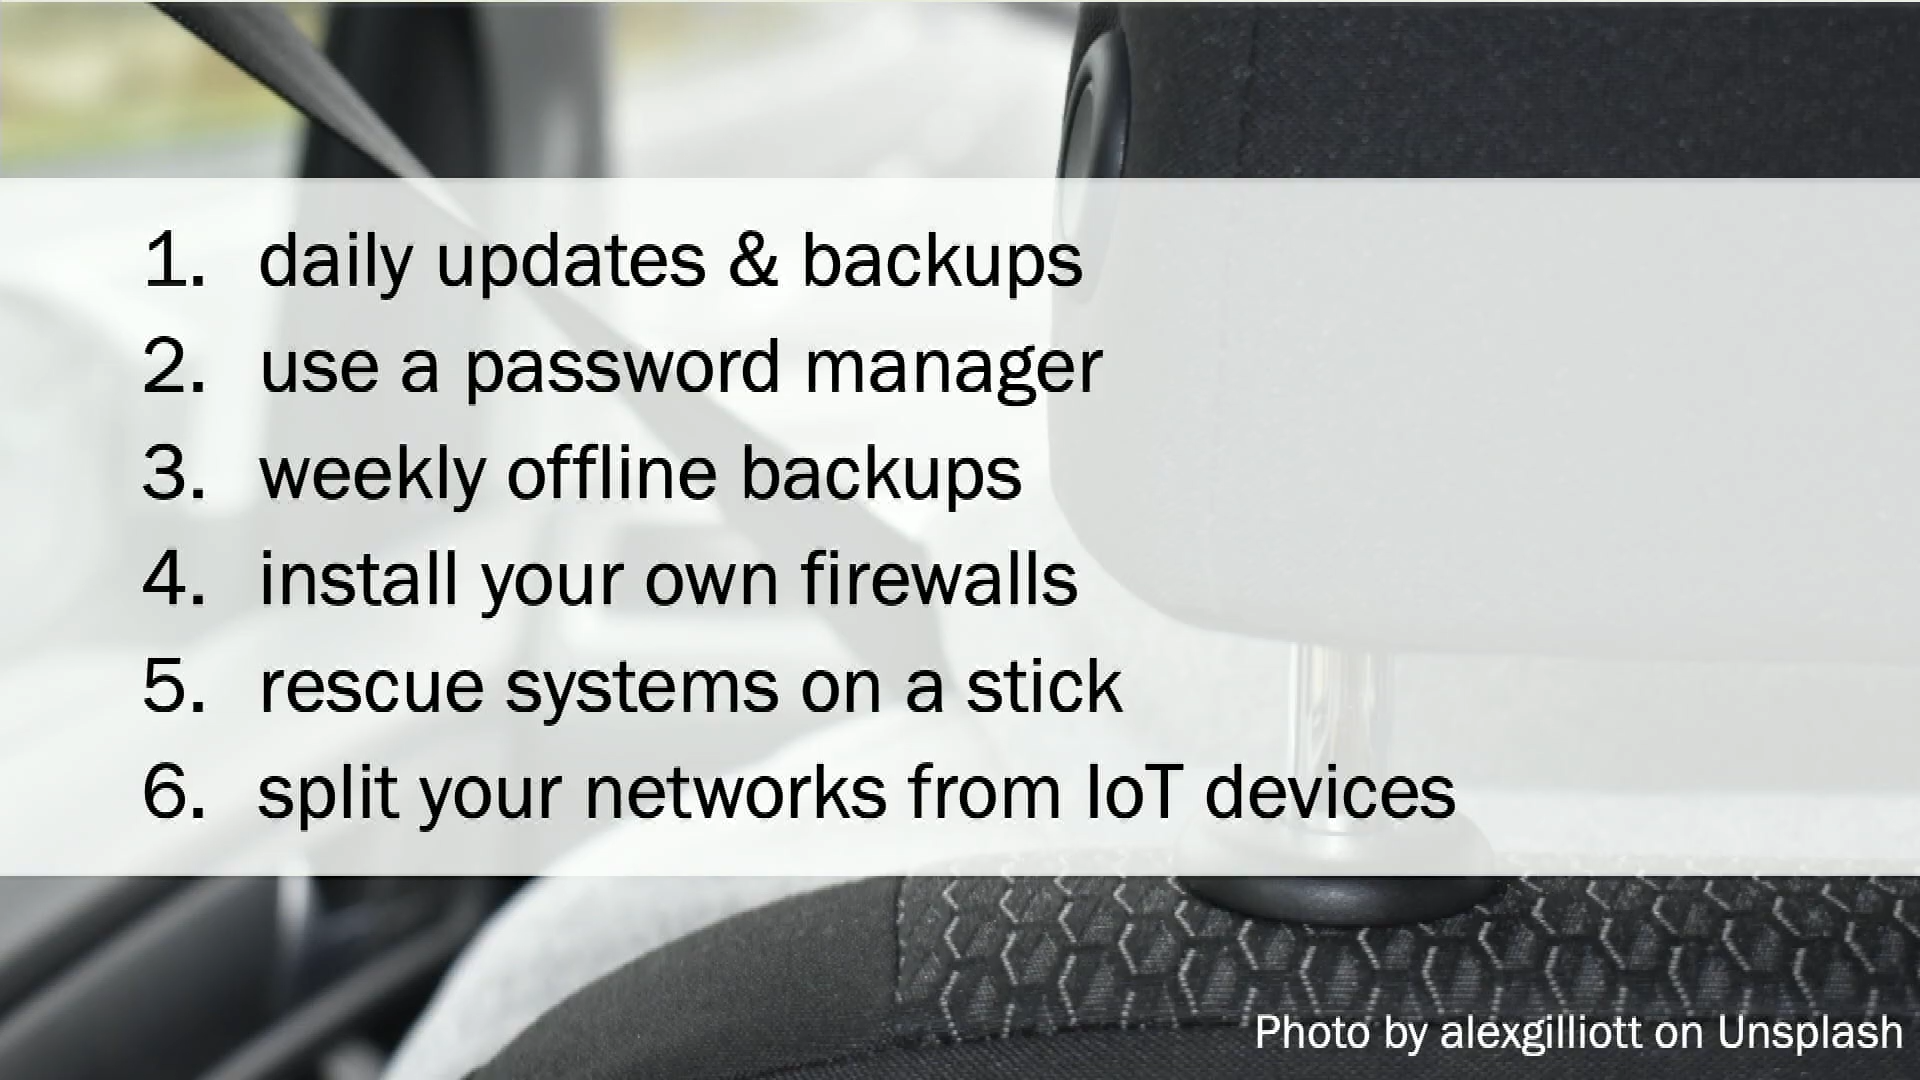 1. daily updates & backups
2. use a password manager
3. weekly offline backups
4. install your own firewalls
5. rescue systems on a stick
6. split your networks from IoT devices
Photo by alexgilliott on Unsplash